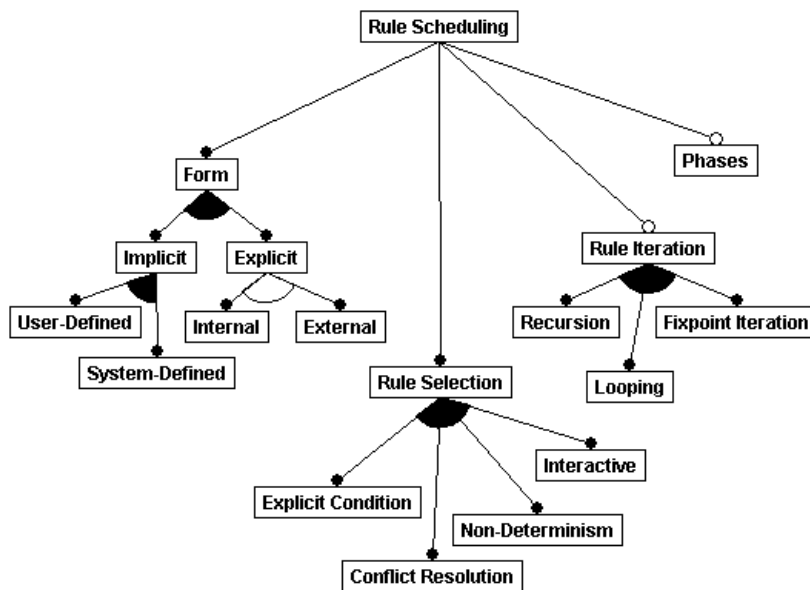 Rule Scheduling
Phases
Form
Rule Iteration
Implicit
Explicit
User-Defined
Internal
External
Recursion
Fixpoint Iteration
System-Defined
Rule Selection
Looping
Interactive
Explicit Condition
Non-Determinism
Conflict Resolution